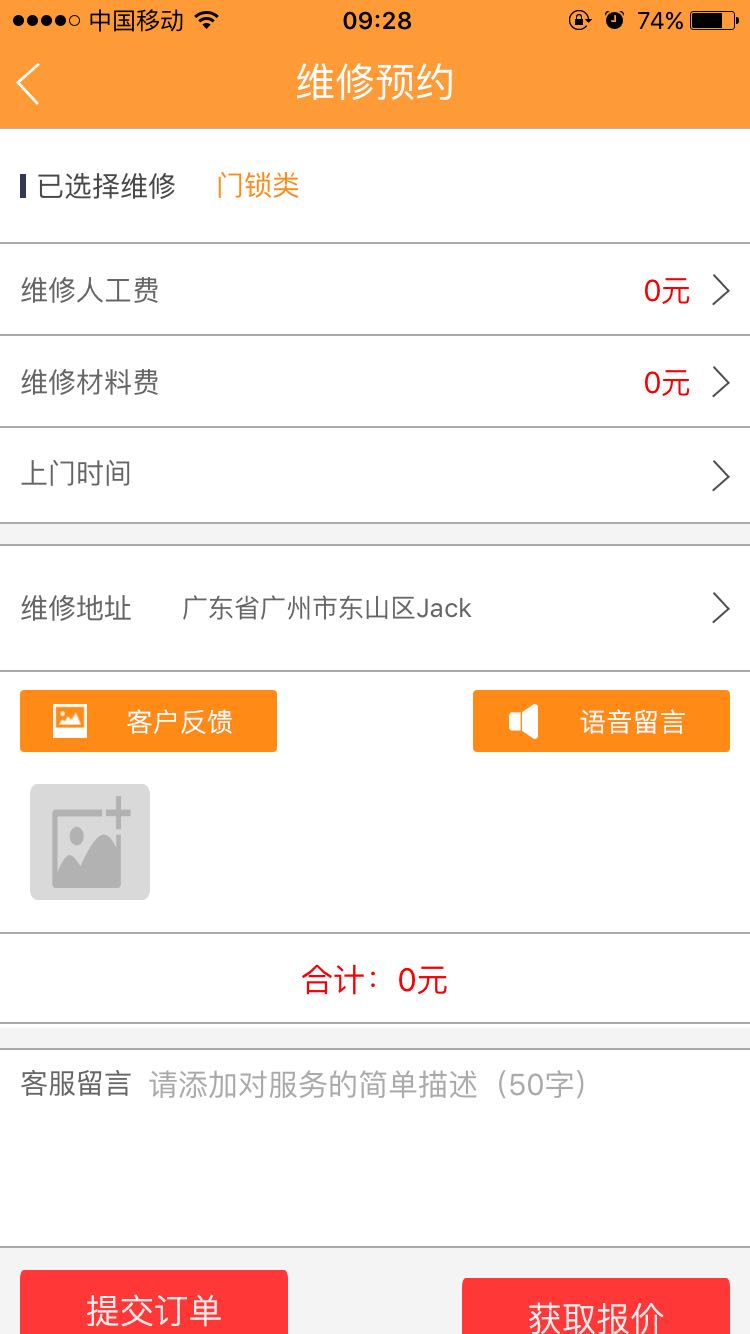 中国移动 09:28 74%
维修预约
已选择维修 门锁类
维修人工费 0元
维修材料费 0元
上门时间
维修地址 广东省广州市东山区Jack
客户反馈 语音留言
合计：0元
客服留言 请添加对服务的简单描述（50字）
提交订单 获取报价